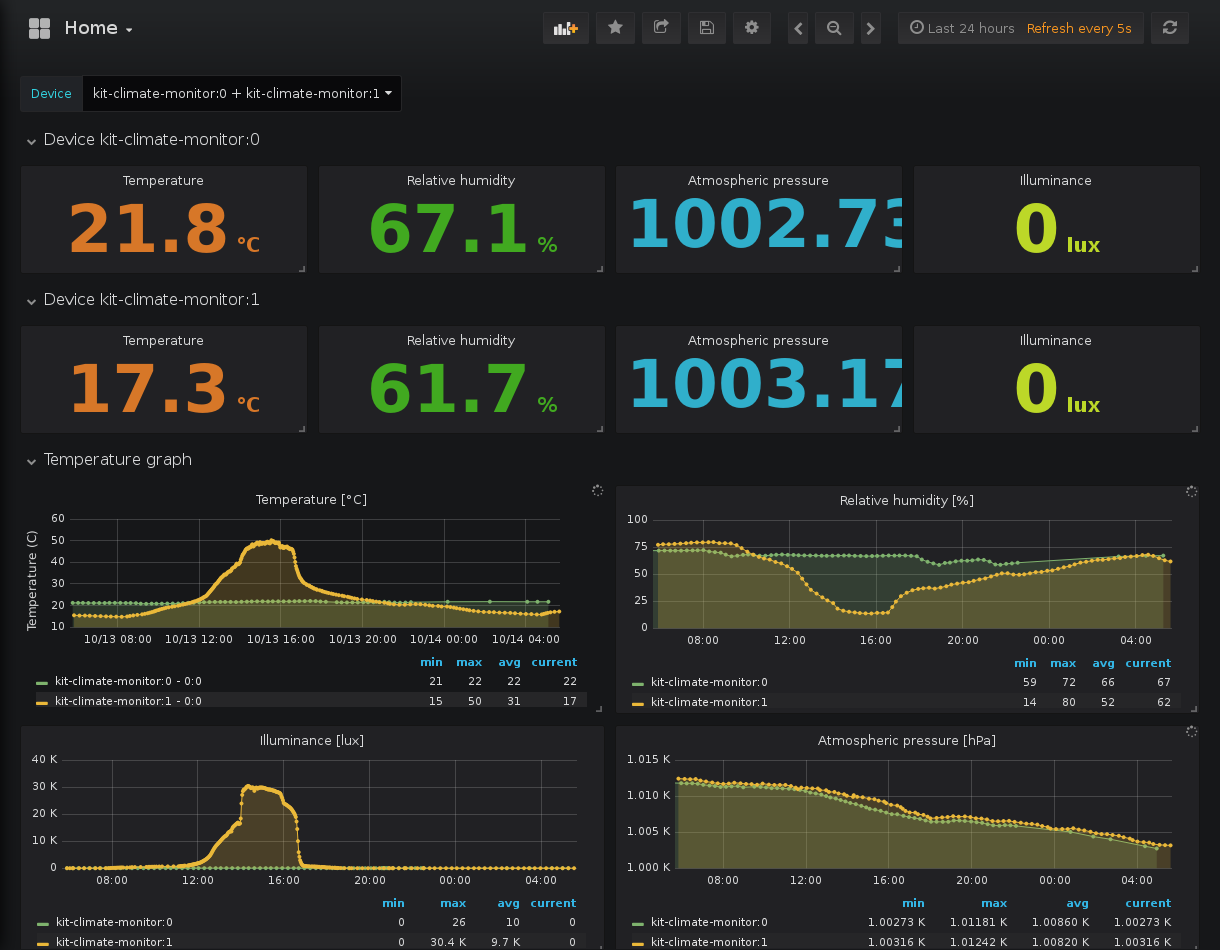 Home
Last 24 hours Refresh every 5s
Device kit-climate-monitor:0 + kit-climate-monitor:1
Device kit-climate-monitor:0
Temperature Relative humidity Atmospheric pressure Illuminance
21.8 °C 67.1 % 1002.73 0 lux
Device kit-climate-monitor:1
Temperature Relative humidity Atmospheric pressure Illuminance
17.3 °C 61.7 % 1003.17 0 lux
Temperature graph
Temperature [°C]
Temperature (C)
60
50
40
30
20
10
10/13 08:00 10/13 12:00 10/13 16:00 10/13 20:00 10/14 00:00 10/14 04:00
min max avg current
kit-climate-monitor:0 - 0:0 21 22 22 22
kit-climate-monitor:1 - 0:0 15 50 31 17
Relative humidity [%]
100
75
50
25
0
08:00 12:00 16:00 20:00 00:00 04:00
min max avg current
kit-climate-monitor:0 59 72 66 67
kit-climate-monitor:1 14 80 52 62
Illuminance [lux]
40 K
30 K
20 K
10 K
0
08:00 12:00 16:00 20:00 00:00 04:00
min max avg current
kit-climate-monitor:0 0 26 10 0
kit-climate-monitor:1 0 30.4 K 9.7 K 0
Atmospheric pressure [hPa]
1.015 K
1.010 K
1.005 K
1.000 K
08:00 12:00 16:00 20:00 00:00 04:00
min max avg current
kit-climate-monitor:0 1.00273 K 1.01181 K 1.00860 K 1.00273 K
kit-climate-monitor:1 1.00316 K 1.01242 K 1.00820 K 1.00316 K